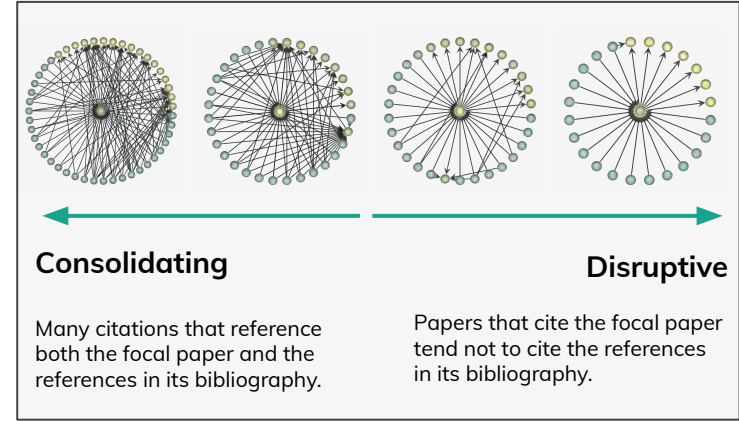 Consolidating
Many citations that reference
both the focal paper and the
references in its bibliography.
Disruptive
Papers that cite the focal paper
tend not to cite the references
in its bibliography.